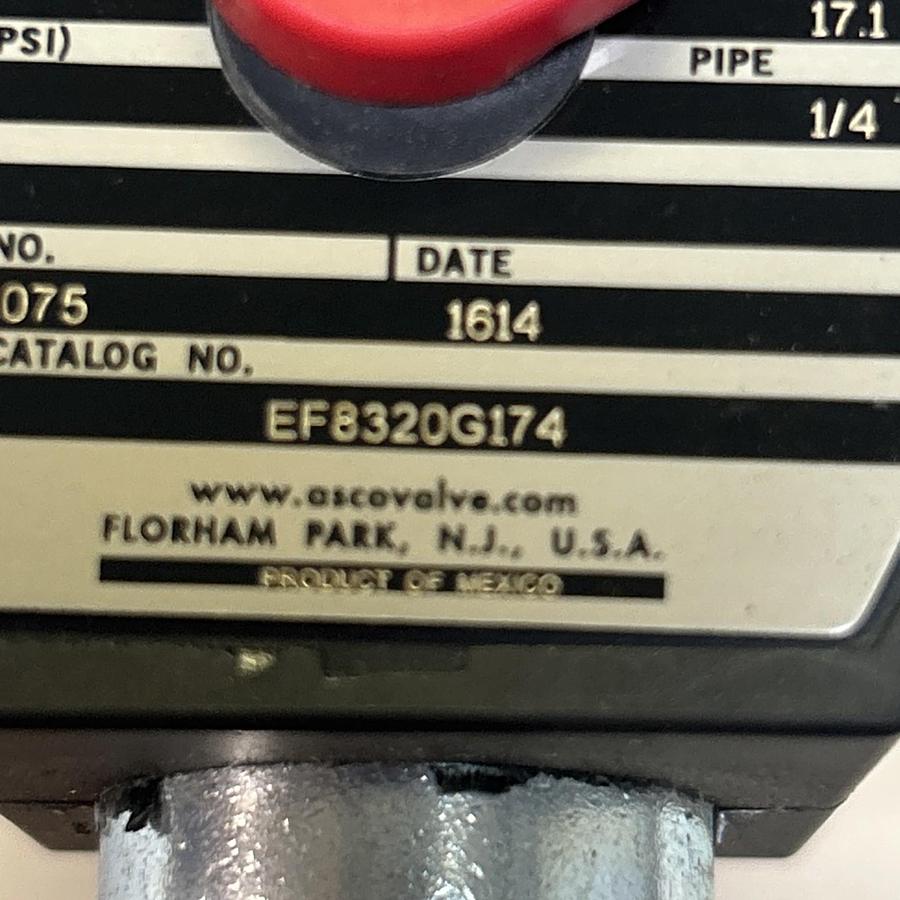 17.1
PSI) PIPE
1/4
NO. DATE
075 1614
CATALOG NO.
EF8320G174
www.ascovalve.com
FLORHAM PARK, N.J., U.S.A.
PRODUCT OF MEXICO